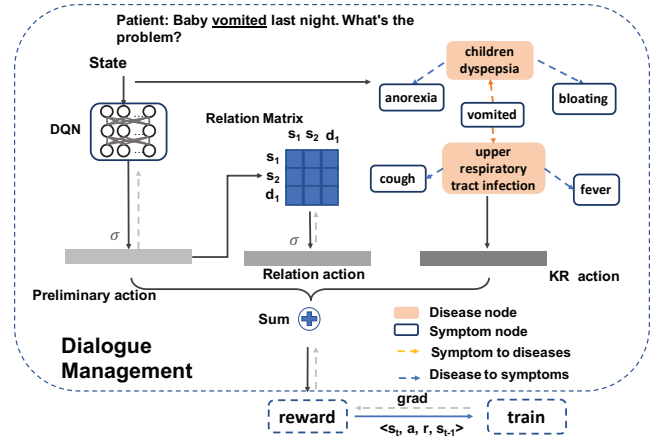 Patient: Baby vomited last night. What's the
problem?
State
DQN
...
...
σ
Relation Matrix
s1 s2 d1
s1
s2
d1
σ
children
dyspepsia
anorexia
bloating
vomited
upper
respiratory
tract infection
cough
fever
Preliminary action
Relation action
KR action
Sum
Disease node
Symptom node
Symptom to diseases
Disease to symptoms
Dialogue
Management
reward
grad
<st, a, r, st-1>
train